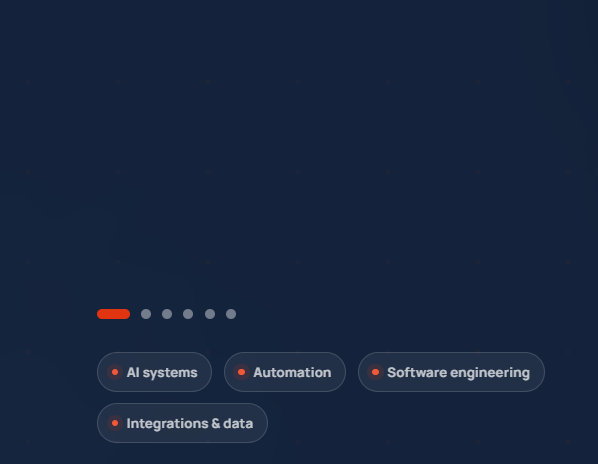 AI systems
Automation
Software engineering
Integrations & data